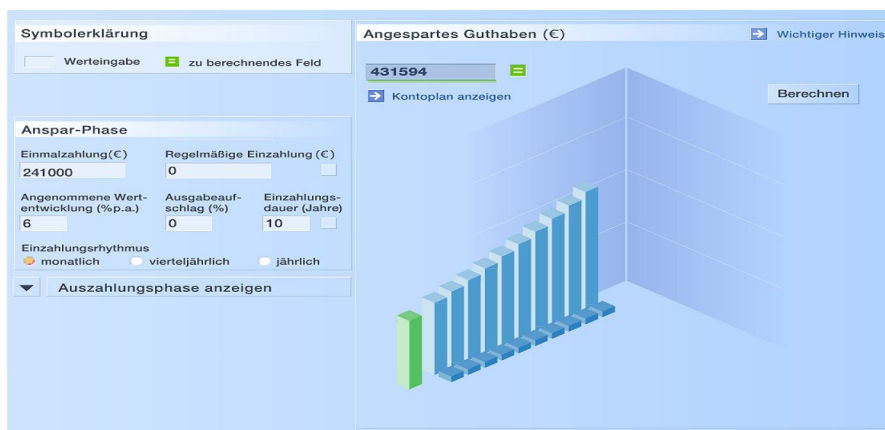 Symbolerklärung
Werteingabe
zu berechnendes Feld
Anspar-Phase
Einmalzahlung(€)
Regelmäßige Einzahlung (€)
241000
0
Angenommene Wert-
entwicklung (%p.a.)
Ausgabeauf-
schlag (%)
Einzahlungs-
dauer (Jahre)
6
0
10
Einzahlungsrhythmus
monatlich
vierteljährlich
jährlich
Auszahlungsphase anzeigen
Angespartes Guthaben (€)
Wichtiger Hinweis
431594
Kontoplan anzeigen
Berechnen